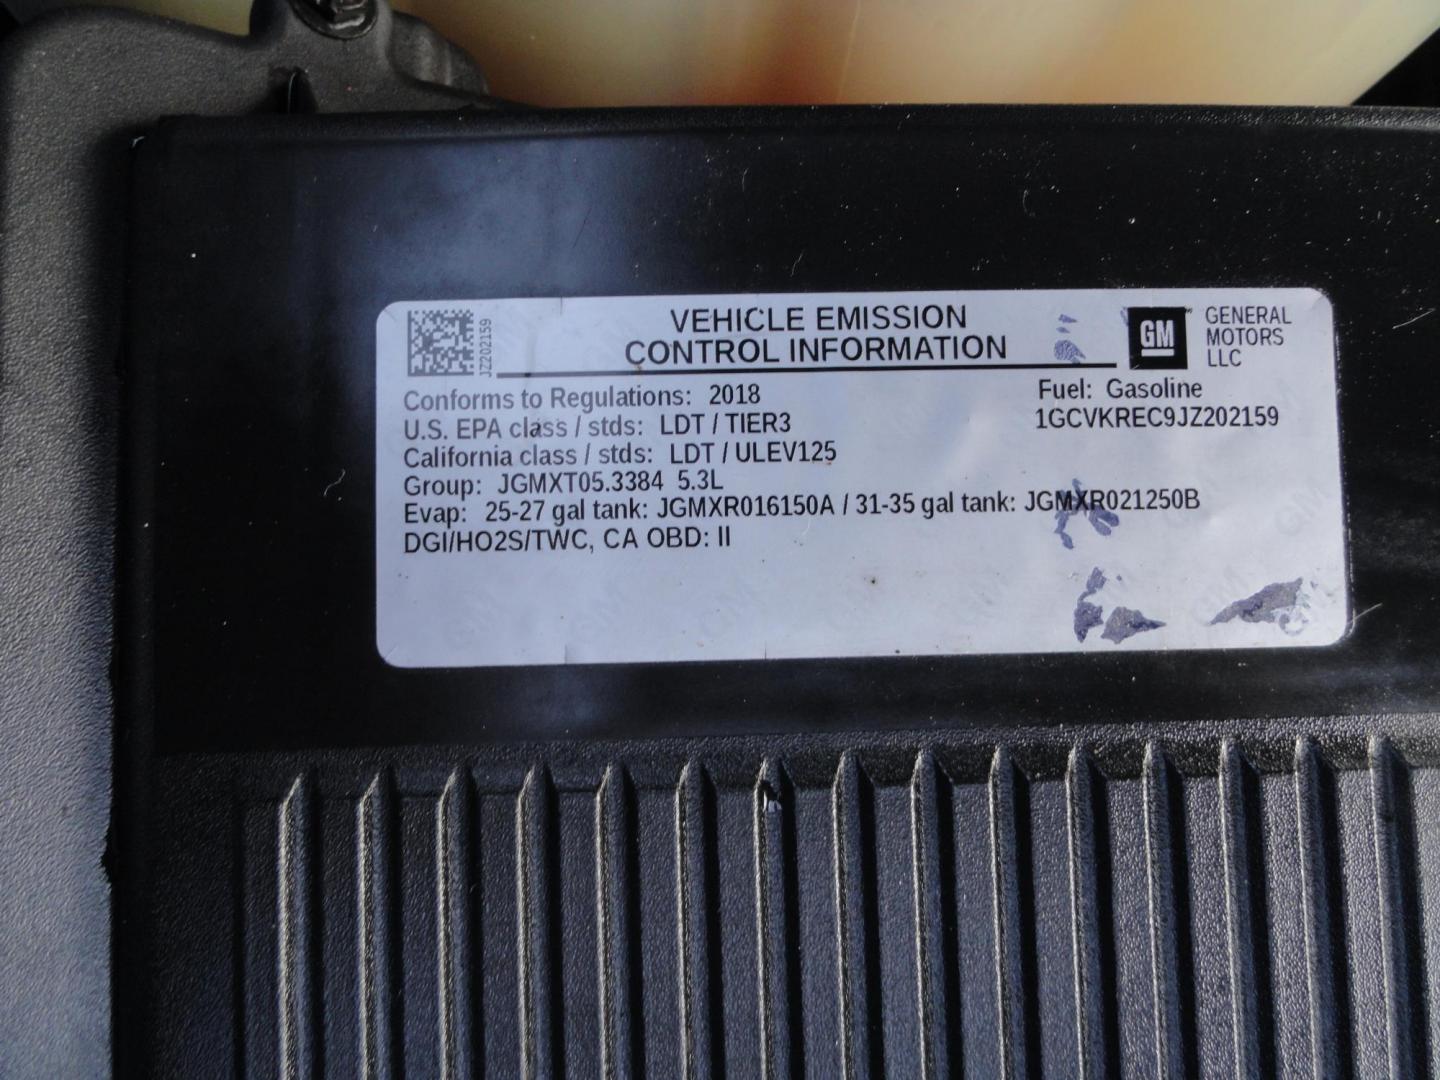 JZ202159
VEHICLE EMISSION
CONTROL INFORMATION
GM
GENERAL
MOTORS
LLC
Conforms to Regulations: 2018
Fuel: Gasoline
U.S. EPA class / stds: LDT / TIER3
1GCVKREC9JZ202159
California class / stds: LDT / ULEV125
Group: JGMXT05.3384 5.3L
Evap: 25-27 gal tank: JGMXR016150A / 31-35 gal tank: JGMXR021250B
DGI/HO2S/TWC, CA OBD: II